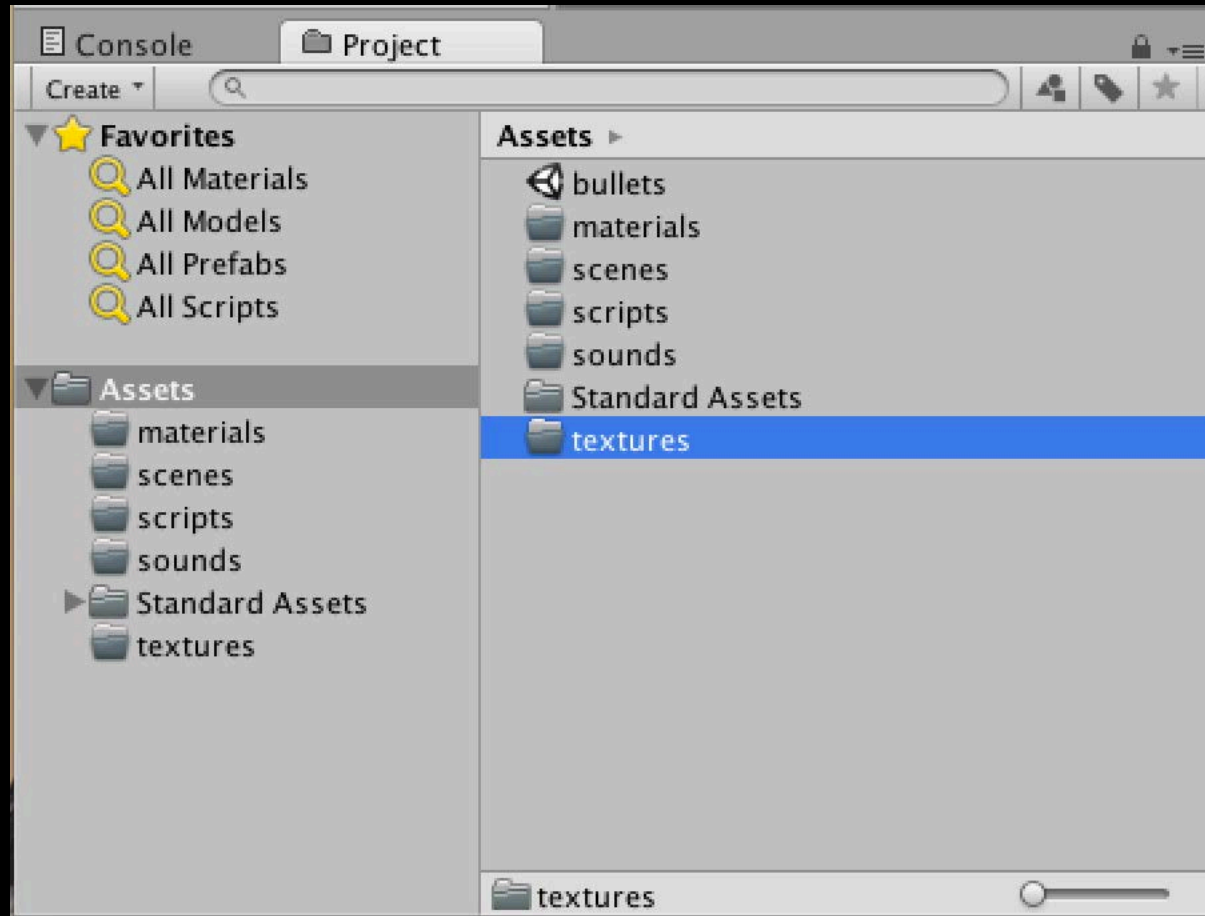 Console Project
Create
Favorites
All Materials
All Models
All Prefabs
All Scripts
Assets
materials
scenes
scripts
sounds
Standard Assets
textures
Assets
bullets
materials
scenes
scripts
sounds
Standard Assets
textures
textures